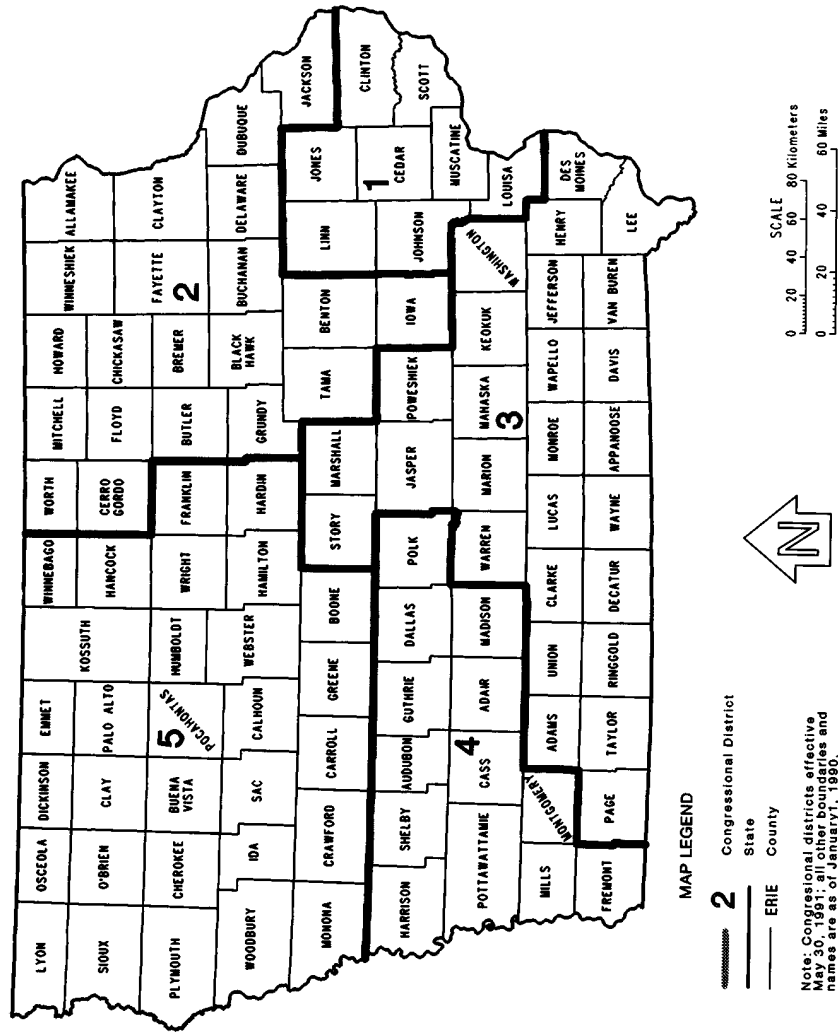 LYON
OSCEOLA
DICKINSON
EMMET
KOSSUTH
WINNEBAGO
WORTH
MITCHELL
HOWARD
WINNESHIEK
ALLAMAKEE
SIOUX
O'BRIEN
CLAY
PALO ALTO
HANCOCK
CERRO
GORDO
FLOYD
CHICKASAW
FAYETTE
CLAYTON
2
PLYMOUTH
CHEROKEE
BUENA
VISTA
5
POCAHONTAS
HUMBOLDT
WRIGHT
FRANKLIN
BUTLER
BREMER
WOODBURY
IDA
SAC
CALHOUN
WEBSTER
HAMILTON
HARDIN
GRUNDY
BLACK
HAWK
BUCHANAN
DELAWARE
DUBUQUE
MONONA
CRAWFORD
CARROLL
GREENE
BOONE
STORY
MARSHALL
TAMA
BENTON
LINN
JONES
JACKSON
HARRISON
SHELBY
AUDUBON
GUTHRIE
DALLAS
POLK
JASPER
POWESHIEK
IOWA
JOHNSON
1
CEDAR
CLINTON
SCOTT
MUSCATINE
POTTAWATTAMIE
CASS
4
ADAIR
MADISON
WARREN
MARION
MAHASKA
3
KEOKUK
WASHINGTON
LOUISA
MILLS
MONTGOMERY
ADAMS
UNION
CLARKE
LUCAS
MONROE
WAPELLO
JEFFERSON
HENRY
DES
MOINES
FREMONT
PAGE
TAYLOR
RINGGOLD
DECATUR
WAYNE
APPANOOSE
DAVIS
VAN BUREN
LEE
MAP LEGEND
2 Congressional District
State
ERIE County
Note: Congresional districts effective
May 30, 1991; all other boundaries and
names are as of January1, 1990.
N
SCALE
0 20 40 60 80 Kilometers
0 20 40 60 Miles